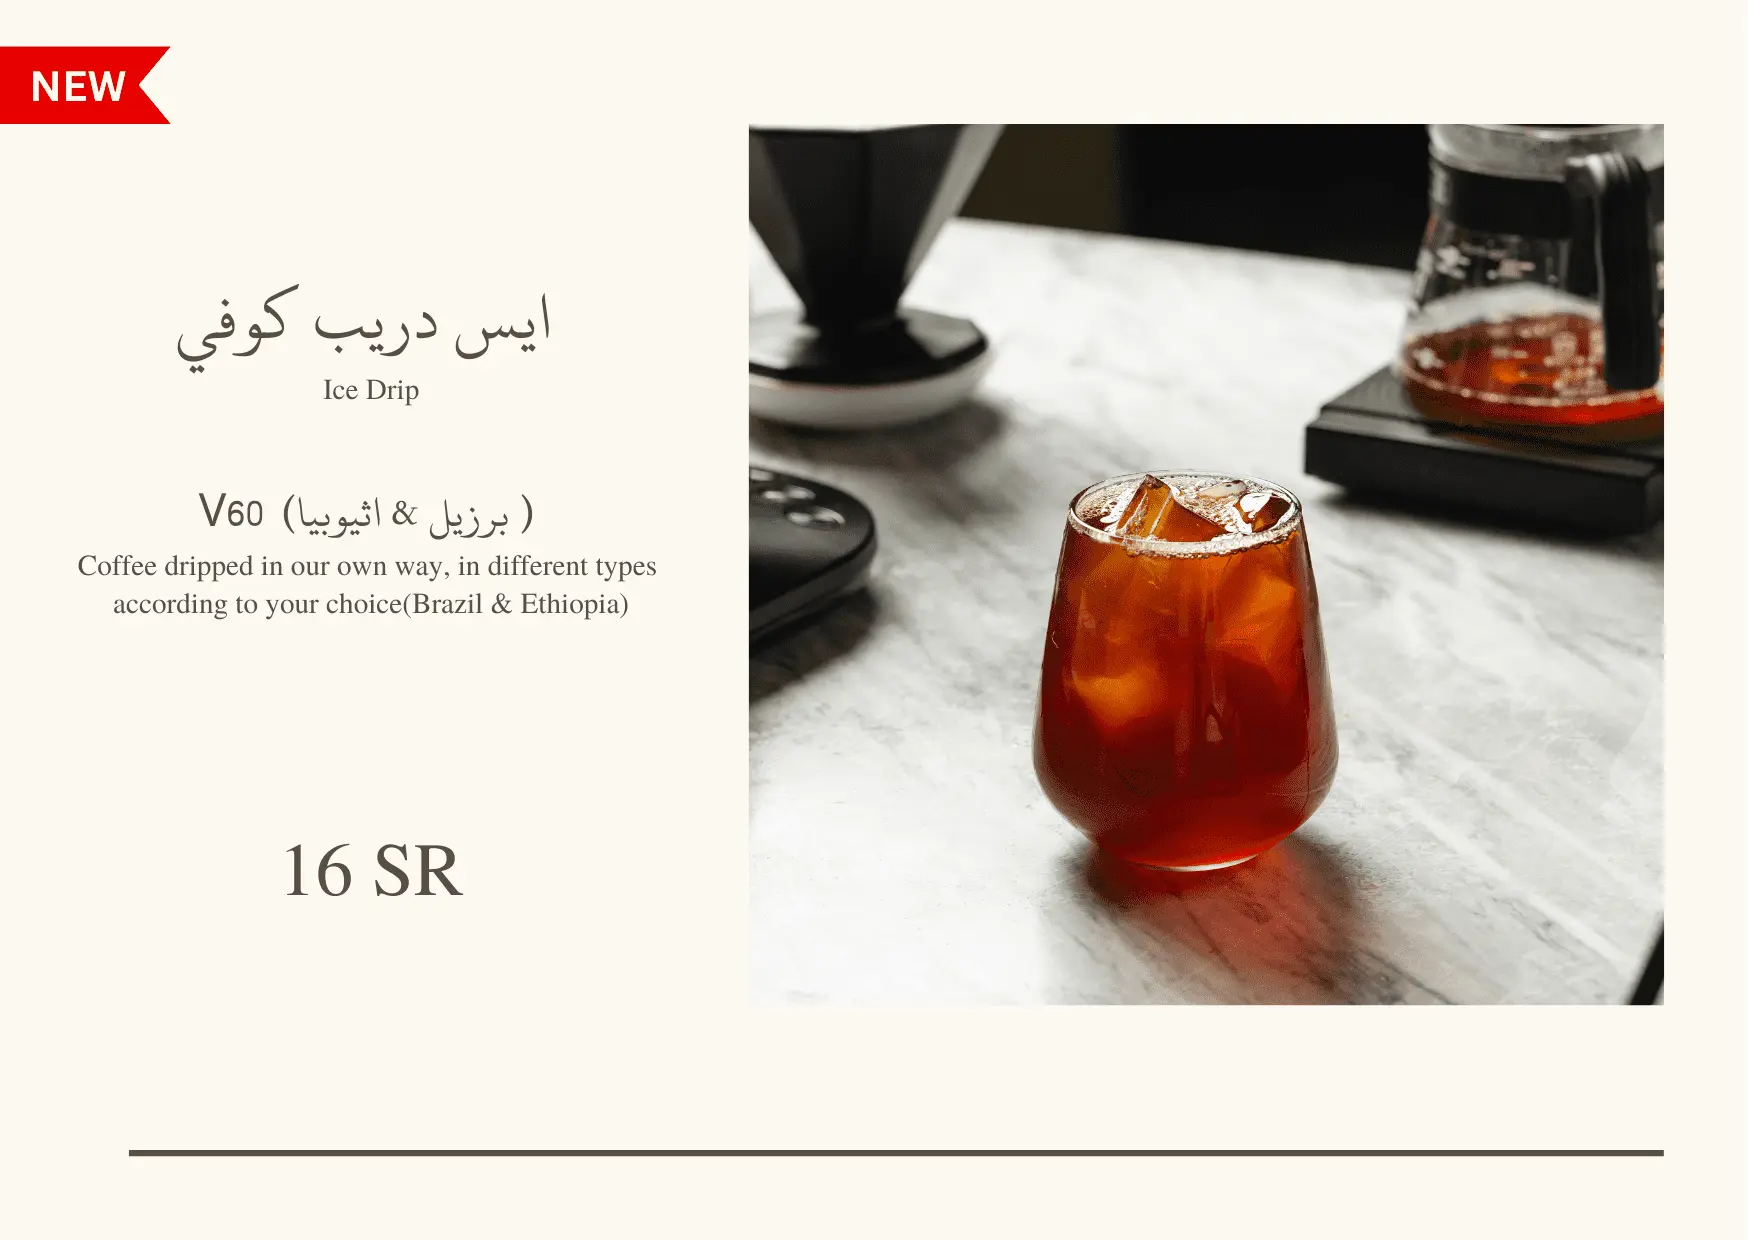 NEW
ايس دريب كوفي
Ice Drip
V60 (برزيل & اثيوبيا)
Coffee dripped in our own way, in different types
according to your choice(Brazil & Ethiopia)
16 SR